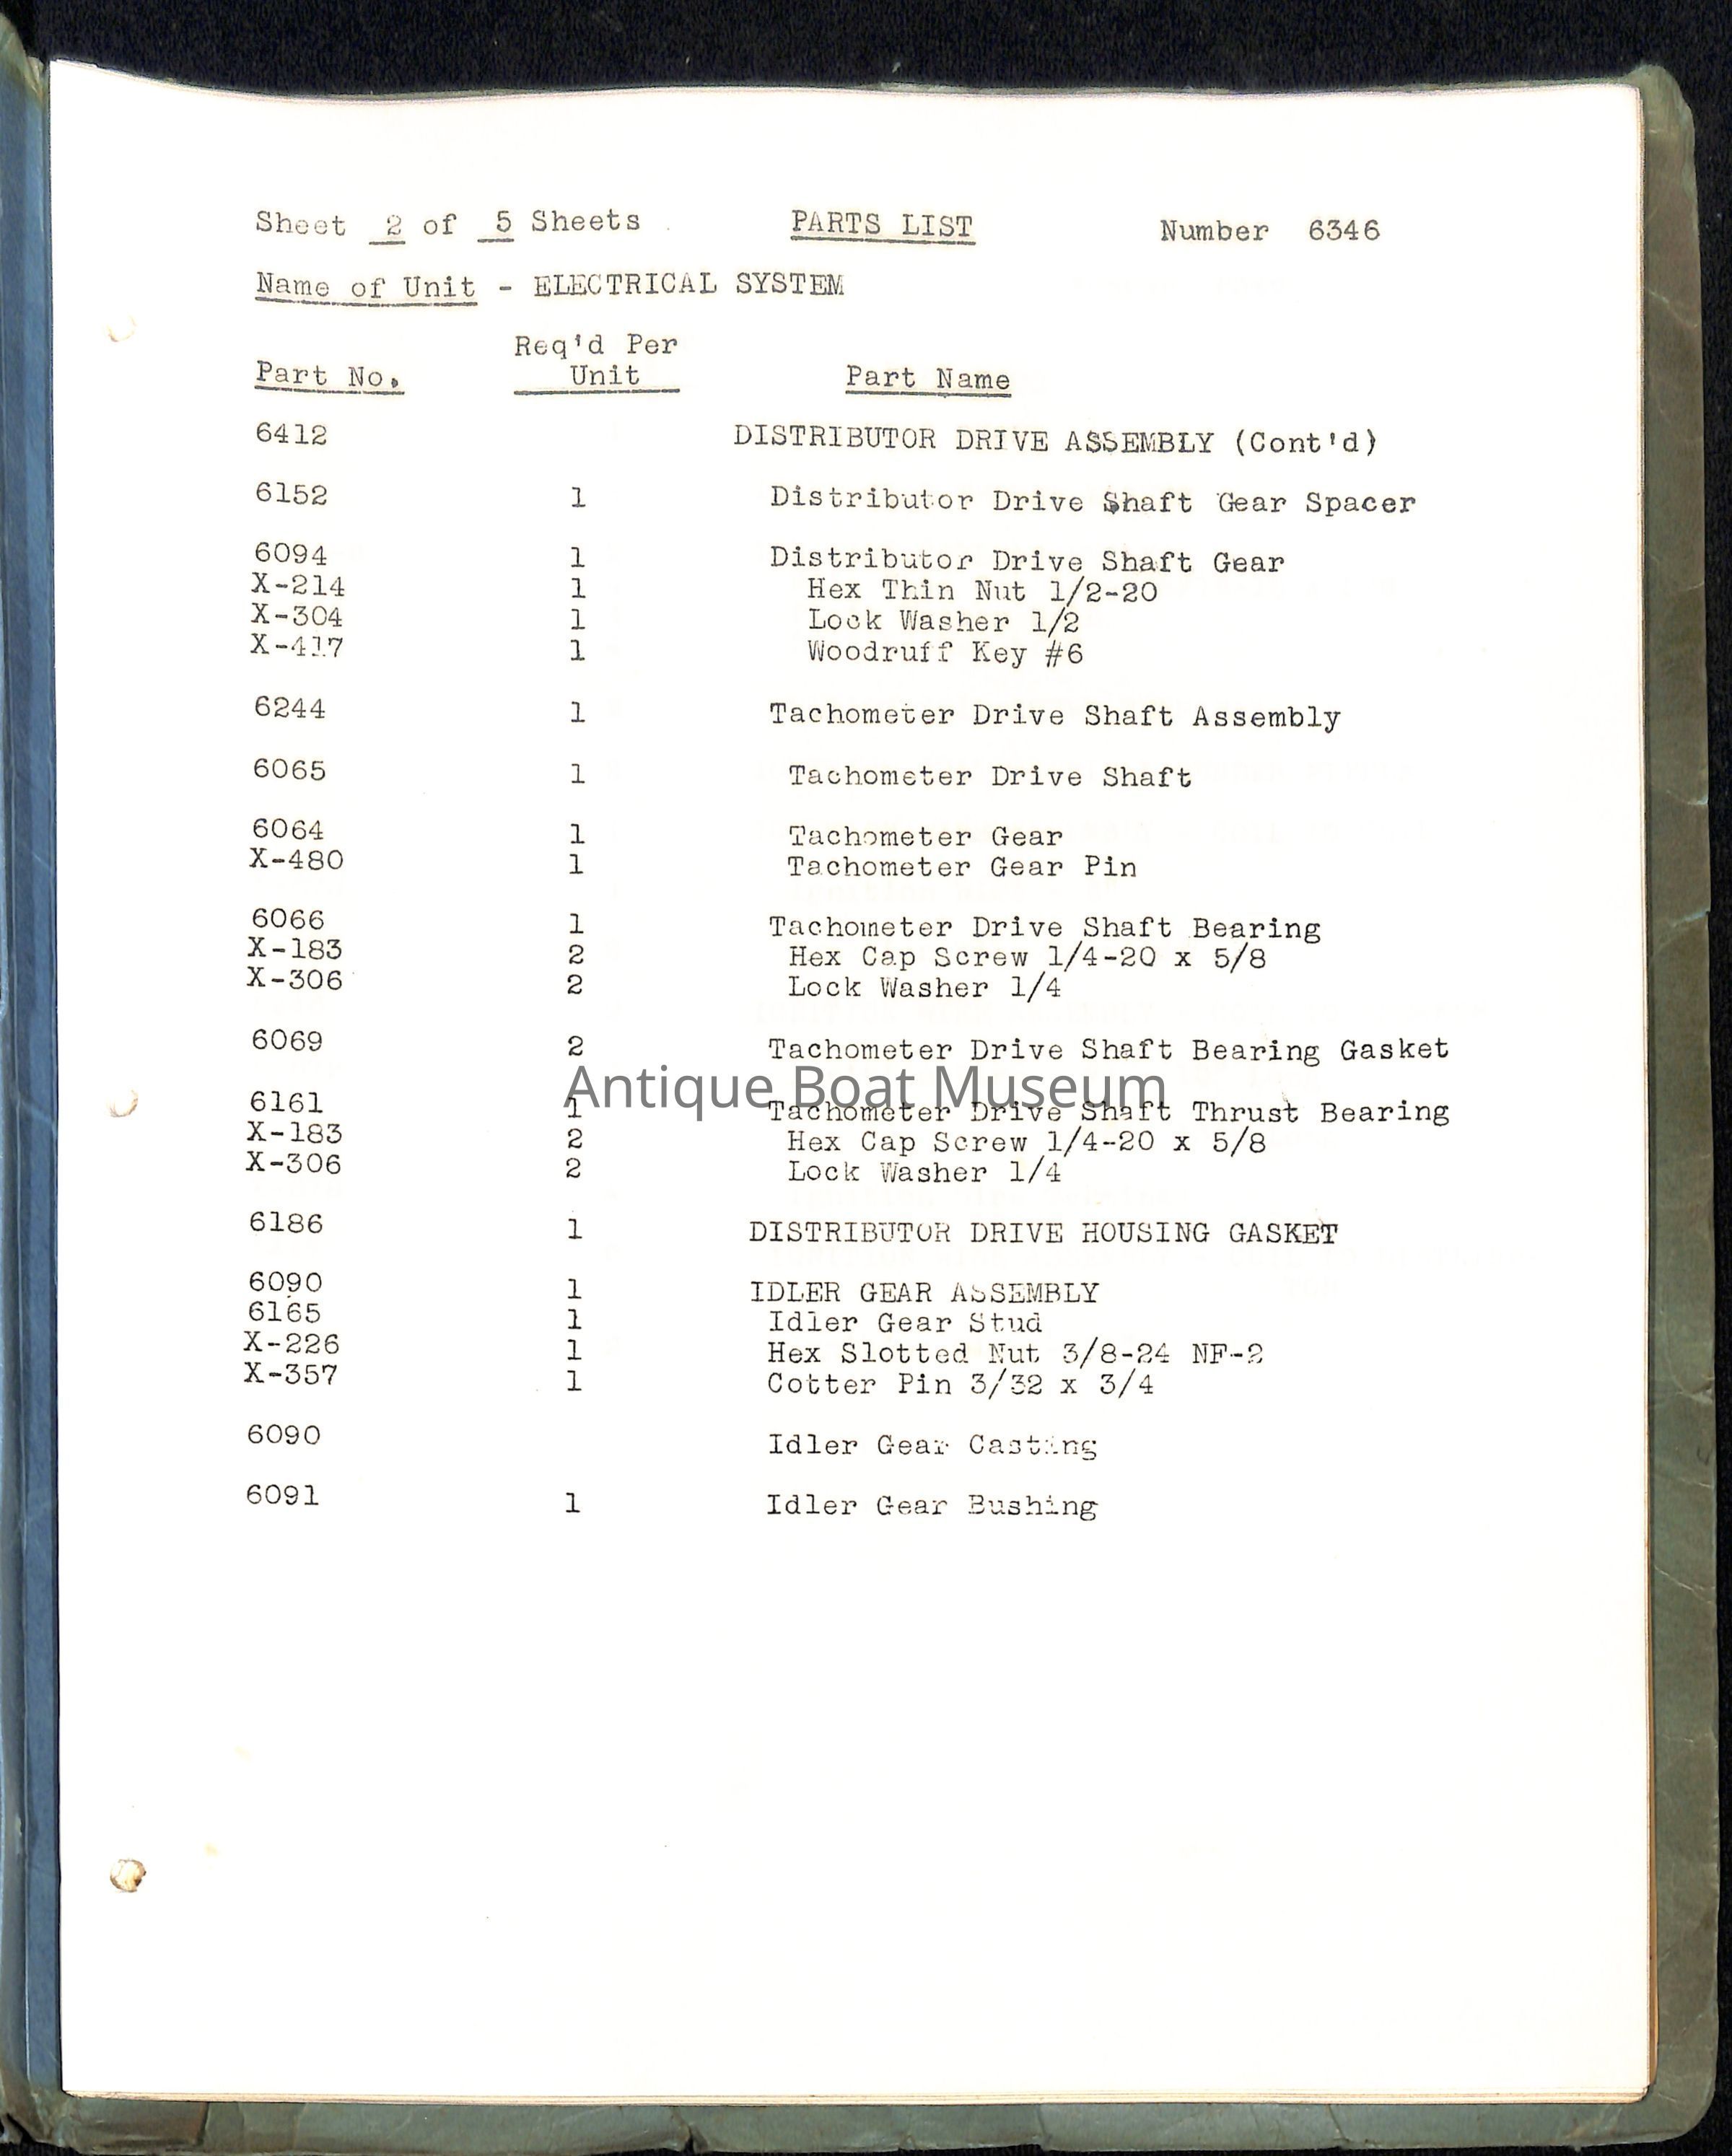 Sheet 2 of 5 Sheets PARTS LIST Number 6346
Name of Unit - ELECTRICAL SYSTEM
Req'd Per
Part No. Unit Part Name
6412 DISTRIBUTOR DRIVE ASSEMBLY (Cont'd)
6152 1 Distributor Drive Shaft Gear Spacer
6094 1 Distributor Drive Shaft Gear
X-214 1 Hex Thin Nut 1/2-20
X-304 1 Lock Washer 1/2
X-417 1 Woodruff Key #6
6244 1 Tachometer Drive Shaft Assembly
6065 1 Tachometer Drive Shaft
6064 1 Tachometer Gear
X-480 1 Tachometer Gear Pin
6066 1 Tachometer Drive Shaft Bearing
X-183 2 Hex Cap Screw 1/4-20 x 5/8
X-306 2 Lock Washer 1/4
6069 2 Tachometer Drive Shaft Bearing Gasket
Antique Boat Museum
6161 1 Tachometer Drive Shaft Thrust Bearing
X-183 2 Hex Cap Screw 1/4-20 x 5/8
X-306 2 Lock Washer 1/4
6186 1 DISTRIBUTOR DRIVE HOUSING GASKET
6090 1 IDLER GEAR ASSEMBLY
6165 1 Idler Gear Stud
X-226 1 Hex Slotted Nut 3/8-24 NF-2
X-357 1 Cotter Pin 3/32 x 3/4
6090 Idler Gear Casting
6091 1 Idler Gear Bushing